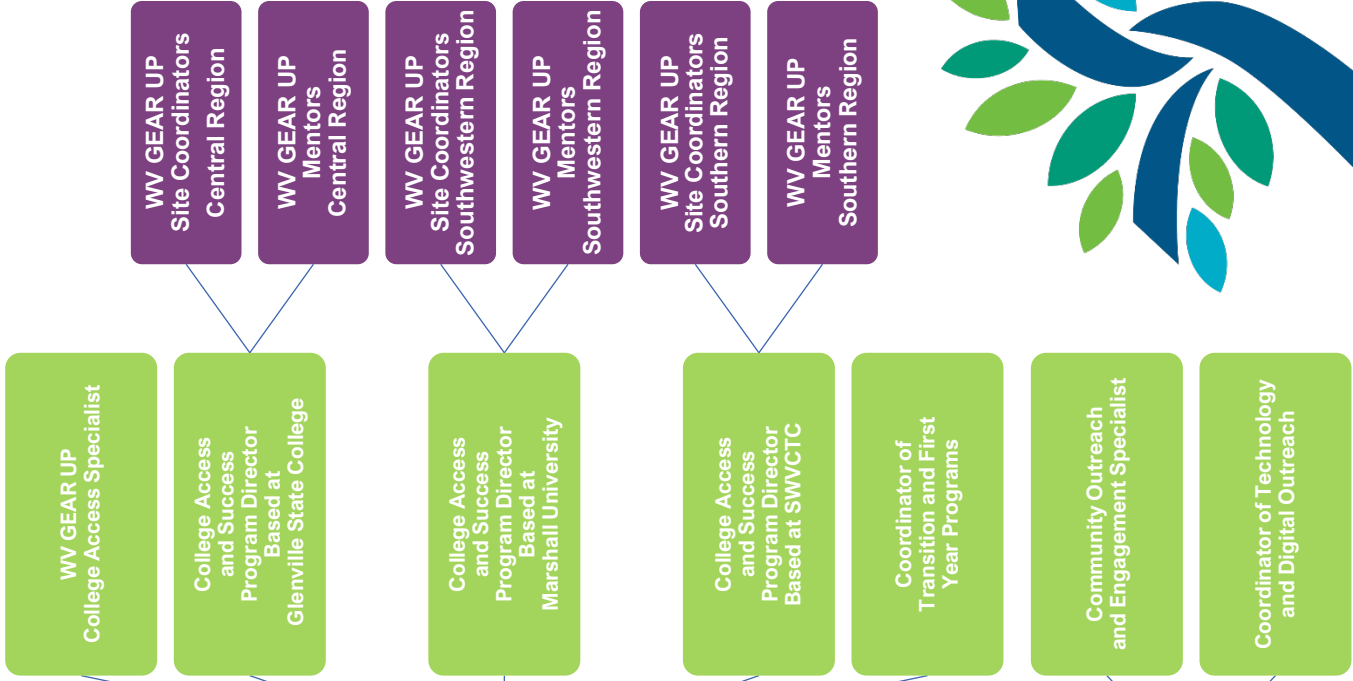 WV GEAR UP
Site Coordinators
Central Region
WV GEAR UP
Mentors
Central Region
WV GEAR UP
Site Coordinators
Southwestern Region
WV GEAR UP
Mentors
Southwestern Region
WV GEAR UP
Site Coordinators
Southern Region
WV GEAR UP
Mentors
Southern Region
WV GEAR UP
College Access Specialist
College Access
and Success
Program Director
Based at
Glenville State College
College Access
and Success
Program Director
Based at
Marshall University
College Access
and Success
Program Director
Based at SWVCTC
Coordinator of
Transition and First
Year Programs
Community Outreach
and Engagement Specialist
Coordinator of Technology
and Digital Outreach